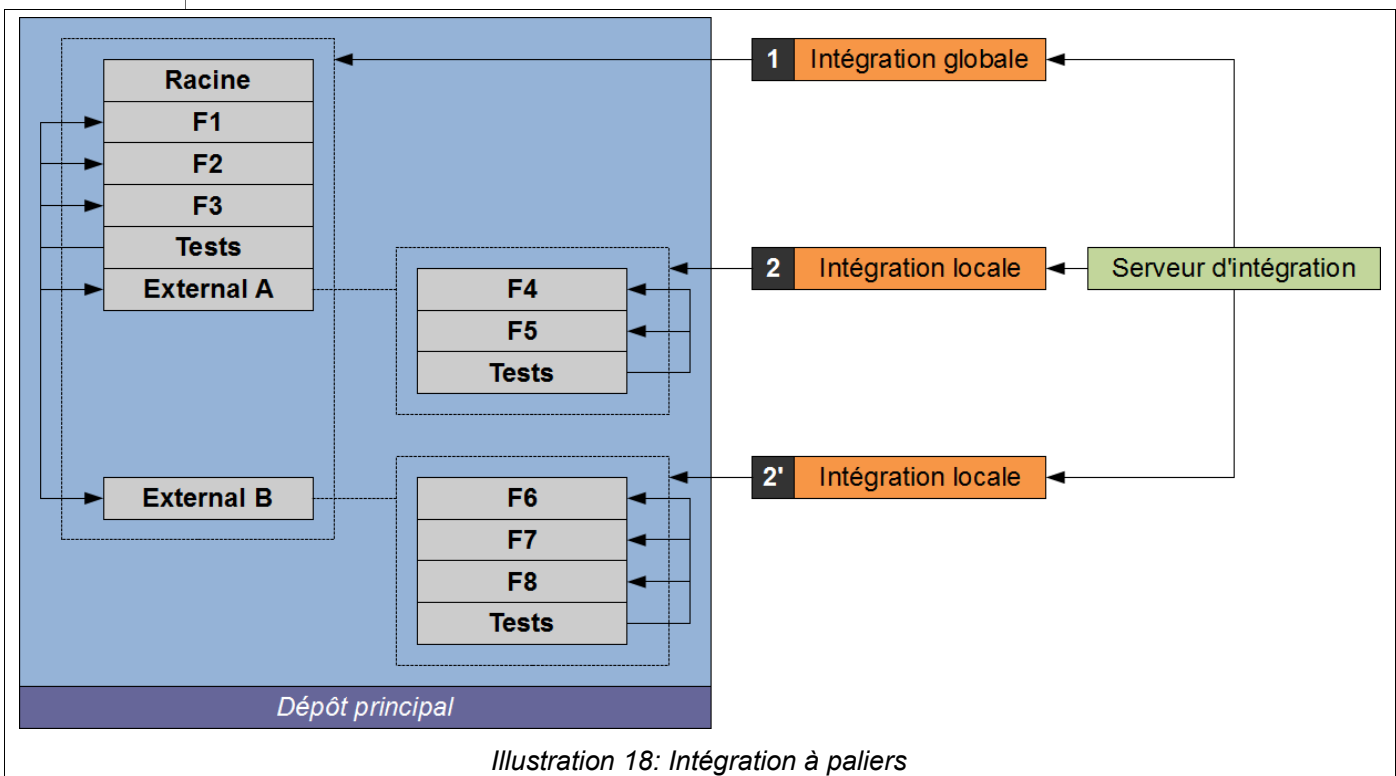 Racine
F1
F2
F3
Tests
External A
External B
F4
F5
Tests
F6
F7
F8
Tests
1 Intégration globale
2 Intégration locale
2' Intégration locale
Serveur d'intégration
Dépôt principal
Illustration 18: Intégration à paliers